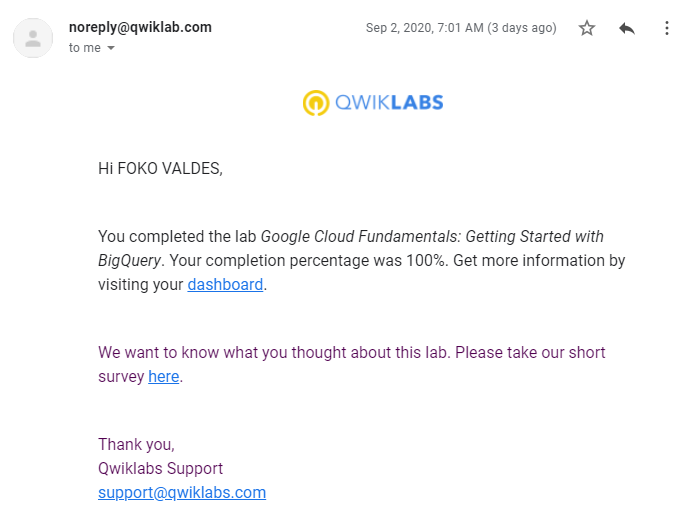 noreply@qwiklab.com
Sep 2, 2020, 7:01 AM (3 days ago)
to me
QWIKLABS
Hi FOKO VALDES,
You completed the lab Google Cloud Fundamentals: Getting Started with
BigQuery. Your completion percentage was 100%. Get more information by
visiting your dashboard.
We want to know what you thought about this lab. Please take our short
survey here.
Thank you,
Qwiklabs Support
support@qwiklabs.com